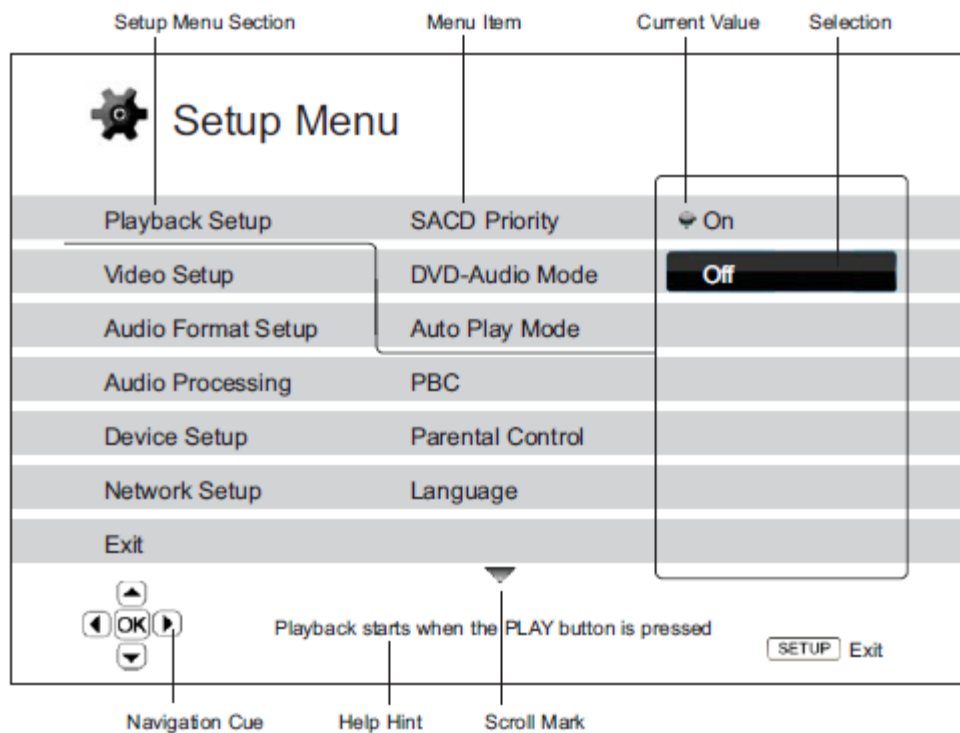 Setup Menu Section Menu Item Current Value Selection
Setup Menu
Playback Setup SACD Priority On
Video Setup DVD-Audio Mode Off
Audio Format Setup Auto Play Mode
Audio Processing PBC
Device Setup Parental Control
Network Setup Language
Exit
OK
Playback starts when the PLAY button is pressed
SETUP Exit
Navigation Cue Help Hint Scroll Mark